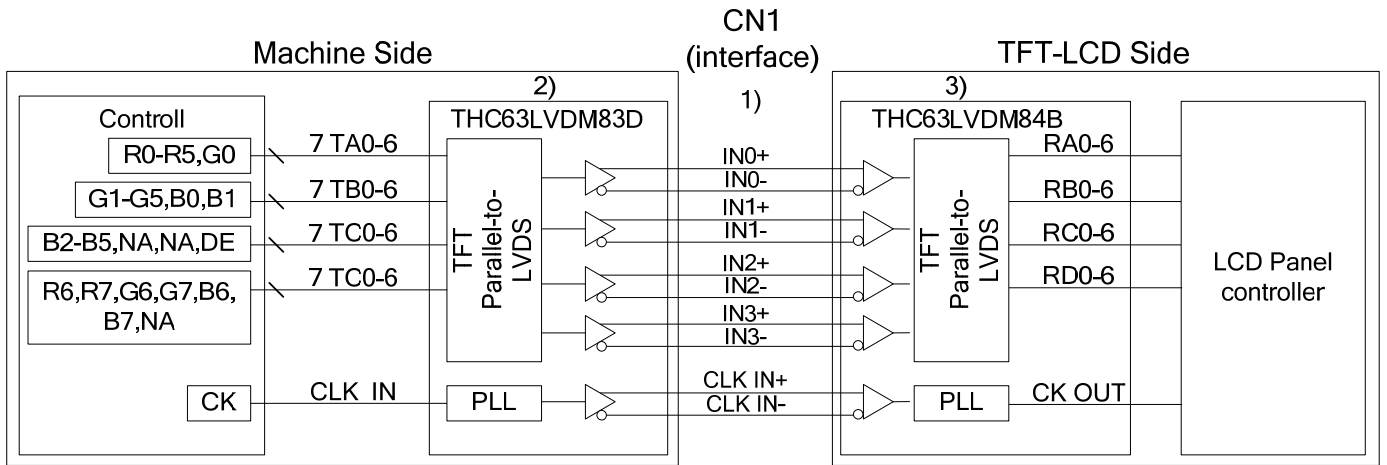 CN1
(interface)
Machine Side
TFT-LCD Side
1)
2)
3)
Controll
THC63LVDM83D
THC63LVDM84B
R0-R5,G0
7 TA0-6
G1-G5,B0,B1
7 TB0-6
B2-B5,NA,NA,DE
7 TC0-6
R6,R7,G6,G7,B6,
B7,NA
7 TC0-6
CK
CLK IN
TFT
Parallel-to-
LVDS
PLL
IN0+
IN0-
IN1+
IN1-
IN2+
IN2-
IN3+
IN3-
CLK IN+
CLK IN-
TFT
Parallel-to-
LVDS
PLL
RA0-6
RB0-6
RC0-6
RD0-6
CK OUT
LCD Panel
controller